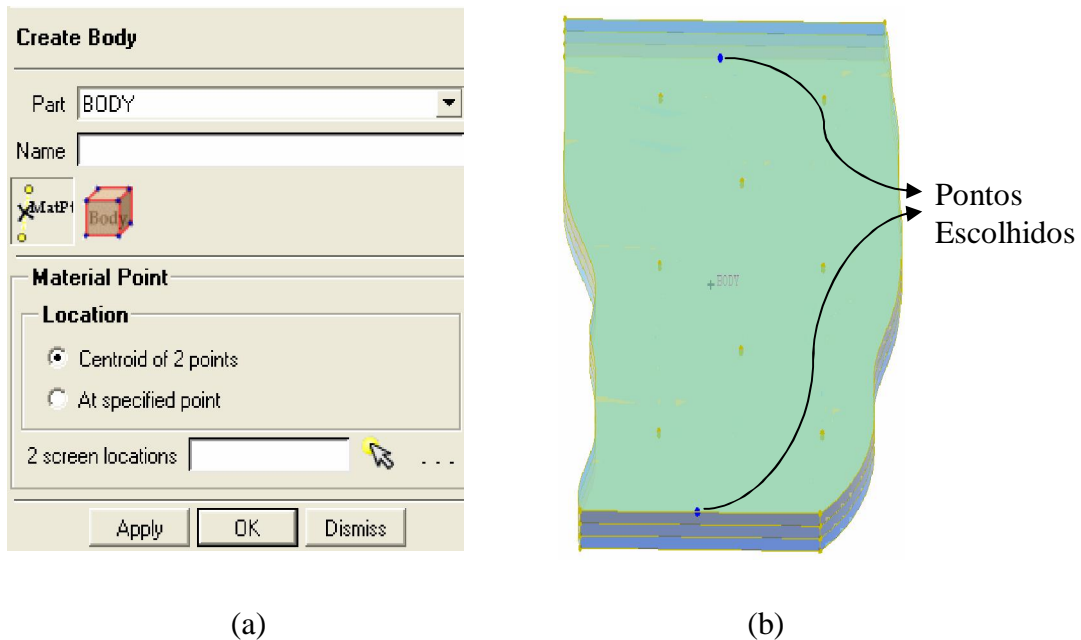 Create Body
Part BODY
Name
MatPt
Body
Material Point
Location
Centroid of 2 points
At specified point
2 screen locations
...
Apply OK Dismiss
(a)
BODY
Pontos
Escolhidos
(b)